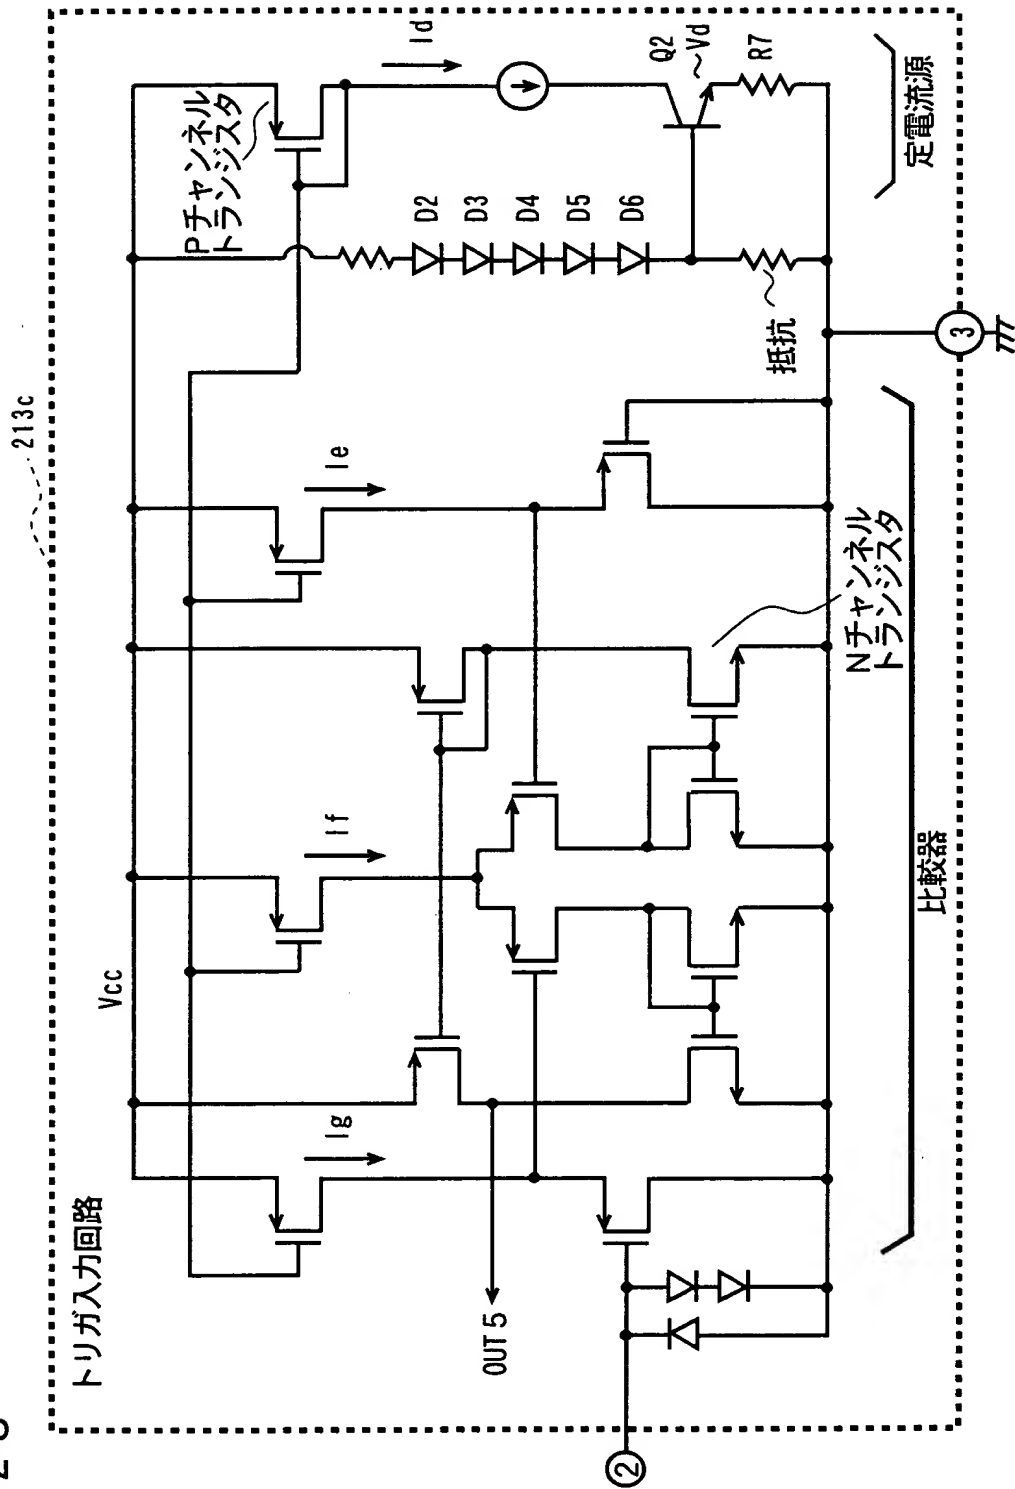 213c
トリガ入力回路
Vcc
Ig
If
Ie
Id
Pチャンネル
トランジスタ
D2
D3
D4
D5
D6
Q2
Vd
R7
抵抗
定電流源
OUT5
Nチャンネル
トランジスタ
比較器
②
3